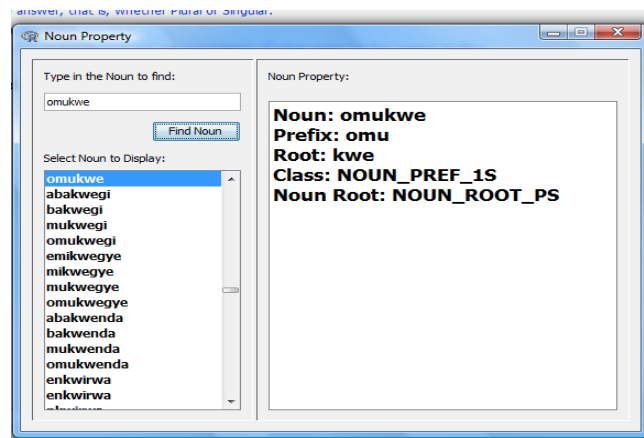 answer, that is, whether Plural or Singular.
Noun Property
Type in the Noun to find:
omukwe
Find Noun
Select Noun to Display:
omukwe
abakwegi
bakwegi
mukwegi
omukwegi
emikwegye
mikwegye
mukwegye
omukwegye
abakwenda
bakwenda
mukwenda
omukwenda
enkwirwa
enkwirwa
Noun Property:
Noun: omukwe
Prefix: omu
Root: kwe
Class: NOUN_PREF_1S
Noun Root: NOUN_ROOT_PS